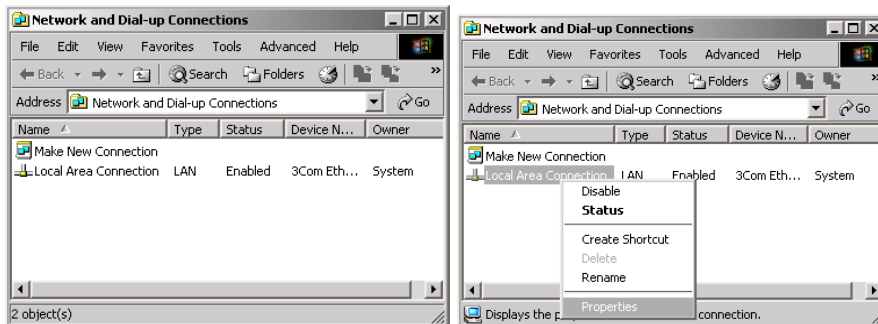 Network and Dial-up Connections
File Edit View Favorites Tools Advanced Help
Back Search Folders »
Address Network and Dial-up Connections Go
Name Type Status Device N... Owner
Make New Connection
Local Area Connection LAN Enabled 3Com Eth... System
2 object(s)
Network and Dial-up Connections
File Edit View Favorites Tools Advanced Help
Back Search Folders »
Address Network and Dial-up Connections Go
Name Type Status Device N... Owner
Make New Connection
Local Area Connection LAN Enabled 3Com Eth... System
Disable
Status
Create Shortcut
Delete
Rename
Properties
Displays the p connection.